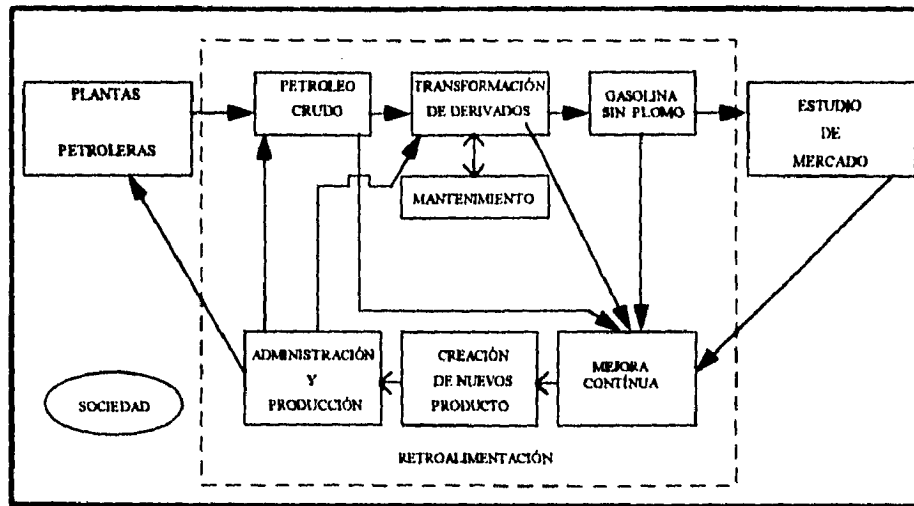 PLANTAS
PETROLERAS
PETROLEO
CRUDO
TRANSFORMACIÓN
DE DERIVADOS
GASOLINA
SIN PLOMO
ESTUDIO
DE
MERCADO
MANTENIMIENTO
ADMINISTRACIÓN
Y
PRODUCCIÓN
CREACIÓN
DE NUEVOS
PRODUCTO
MEJORA
CONTÍNUA
SOCIEDAD
RETROALIMENTACIÓN